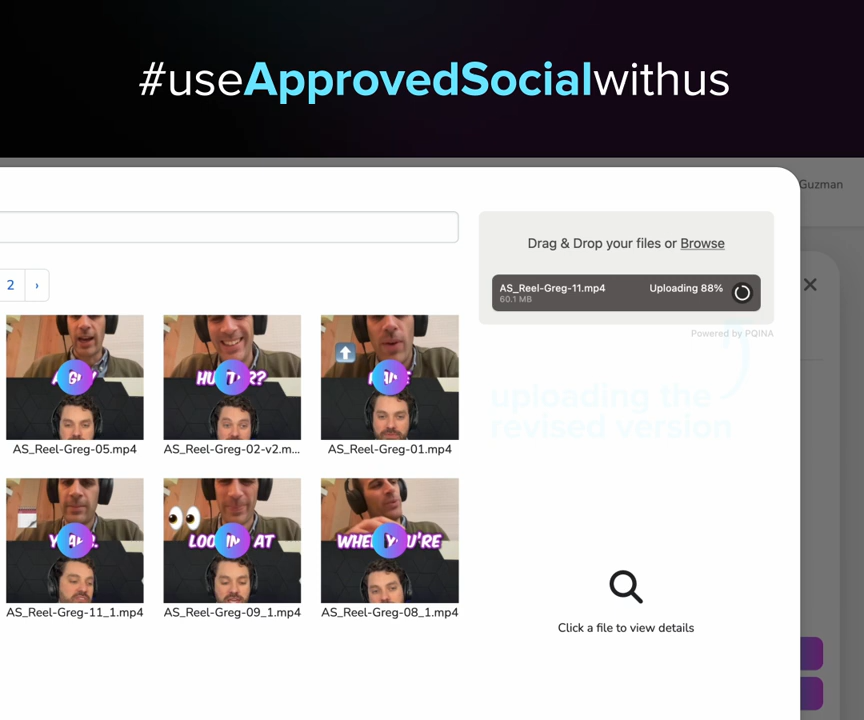 #useApprovedSocialwithus
Guzman
Drag & Drop your files or Browse
AS_Reel-Greg-11.mp4
60.1 MB
Uploading 88%
Powered by PQINA
2 ›
uploading the
revised version
AS_Reel-Greg-05.mp4
HUNTER?
AS_Reel-Greg-02-v2.m...
AS_Reel-Greg-01.mp4
AS_Reel-Greg-11_1.mp4
LOOKING AT
AS_Reel-Greg-09_1.mp4
WHEN YOU'RE
AS_Reel-Greg-08_1.mp4
Click a file to view details